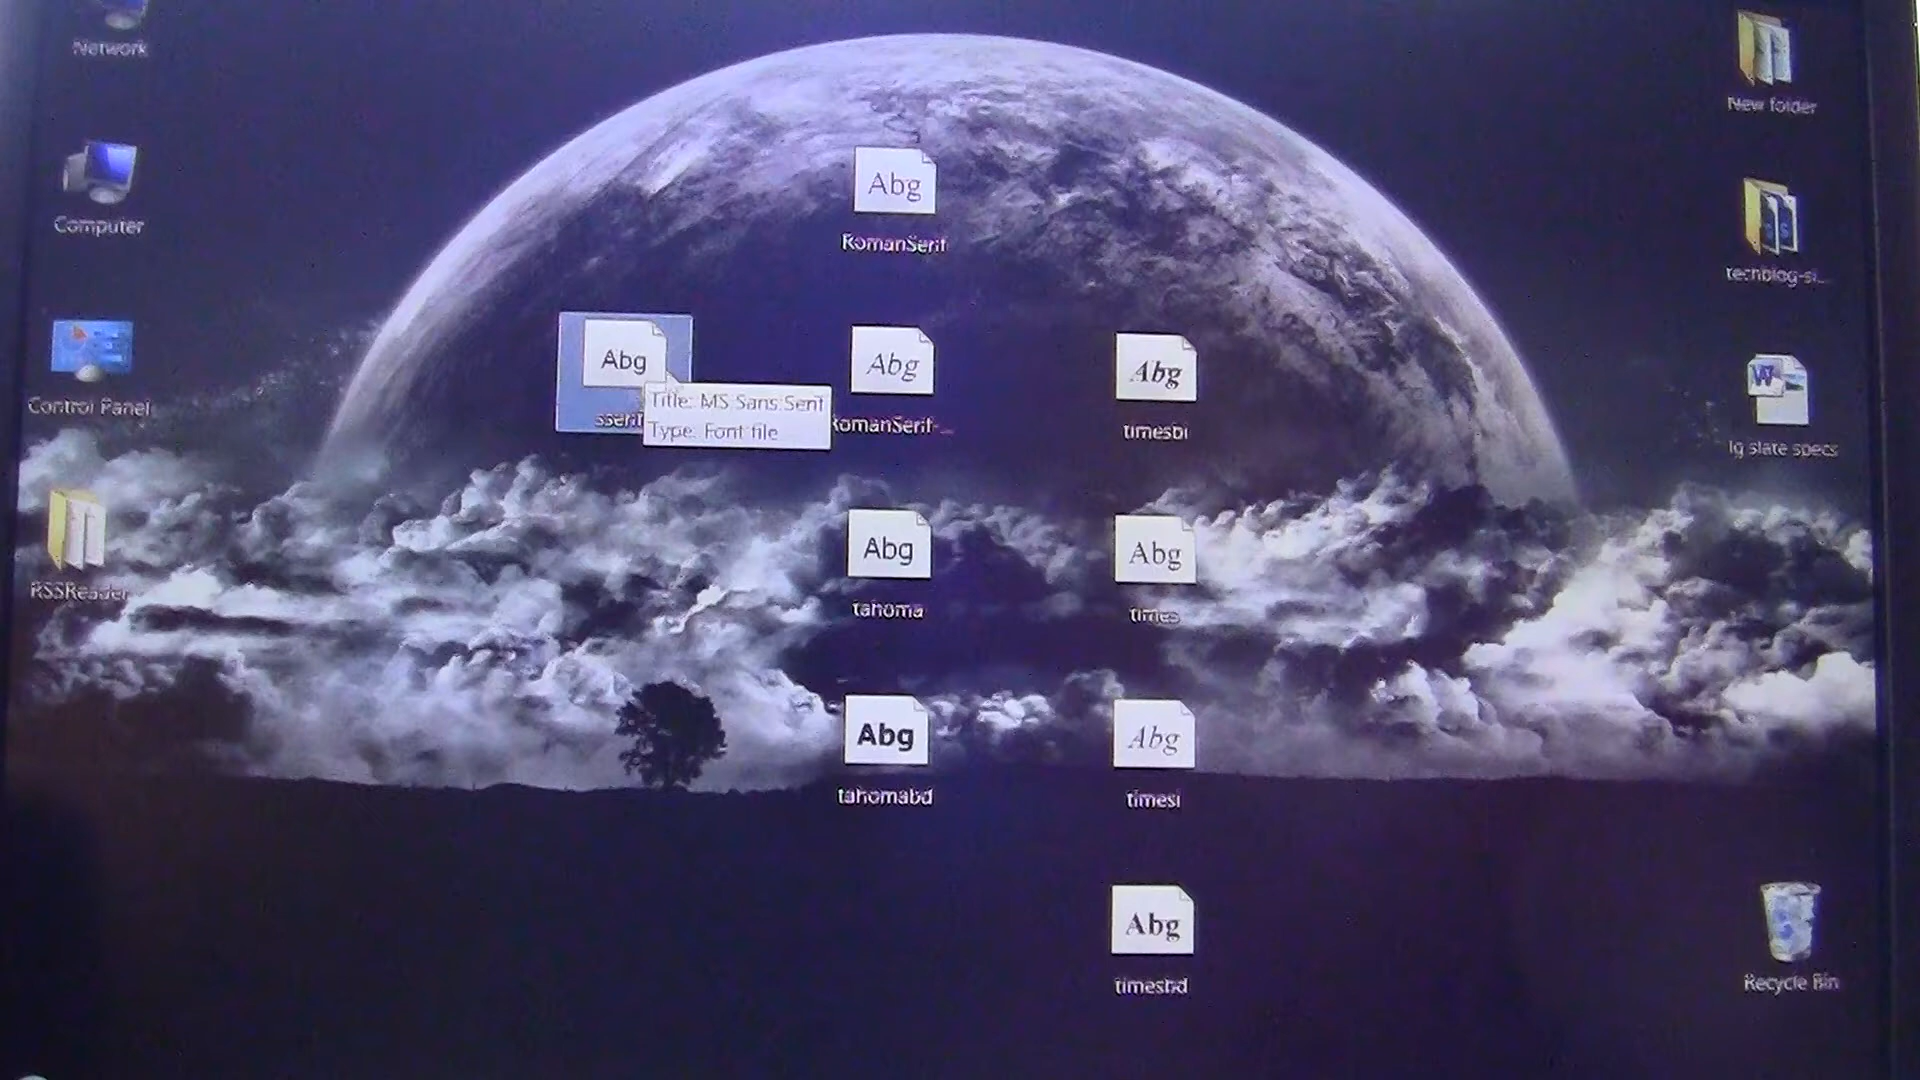 Network
New folder
Abg
RomanSerif
Computer
techblog-sl...
Abg
Title: MS Sans Serif
Type: Font file
Abg
RomanSerif-...
Abg
timesbi
Control Panel
W
lg slate specs
Abg
tahoma
Abg
times
RSSReader
Abg
tahomabd
Abg
timesi
Abg
timesbd
Recycle Bin